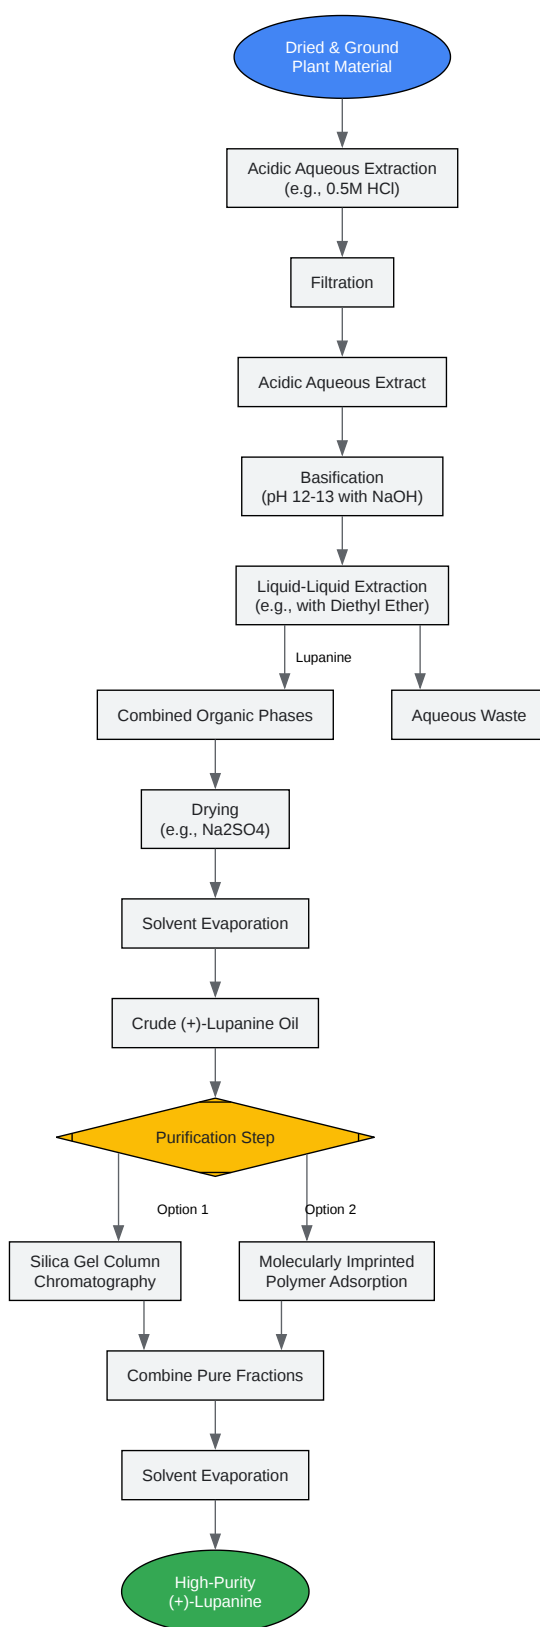 Dried & Ground
Plant Material
Acidic Aqueous Extraction
(e.g., 0.5M HCl)
Filtration
Acidic Aqueous Extract
Basification
(pH 12-13 with NaOH)
Liquid-Liquid Extraction
(e.g., with Diethyl Ether)
Lupanine
Combined Organic Phases
Aqueous Waste
Drying
(e.g., Na2SO4)
Solvent Evaporation
Crude (+)-Lupanine Oil
Purification Step
Option 1
Option 2
Silica Gel Column
Chromatography
Molecularly Imprinted
Polymer Adsorption
Combine Pure Fractions
Solvent Evaporation
High-Purity
(+)-Lupanine